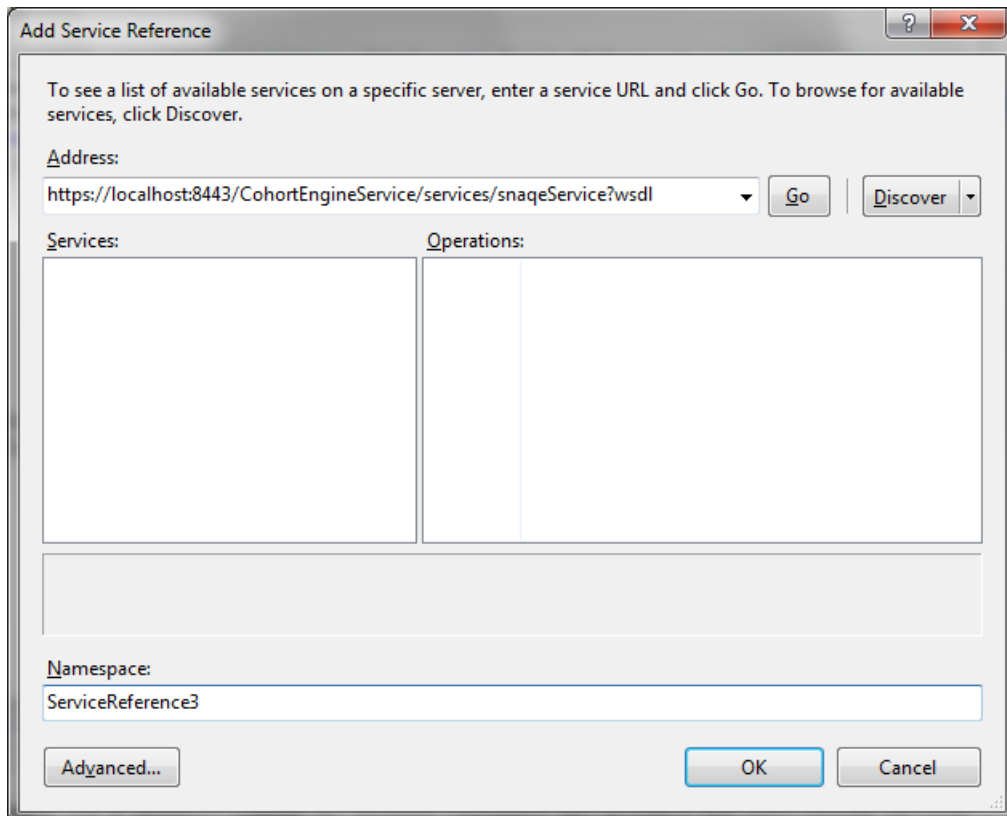 Add Service Reference
To see a list of available services on a specific server, enter a service URL and click Go. To browse for available
services, click Discover.
Address:
https://localhost:8443/CohortEngineService/services/snaqeService?wsdl
Go
Discover
Services:
Operations:
Namespace:
ServiceReference3
Advanced...
OK
Cancel